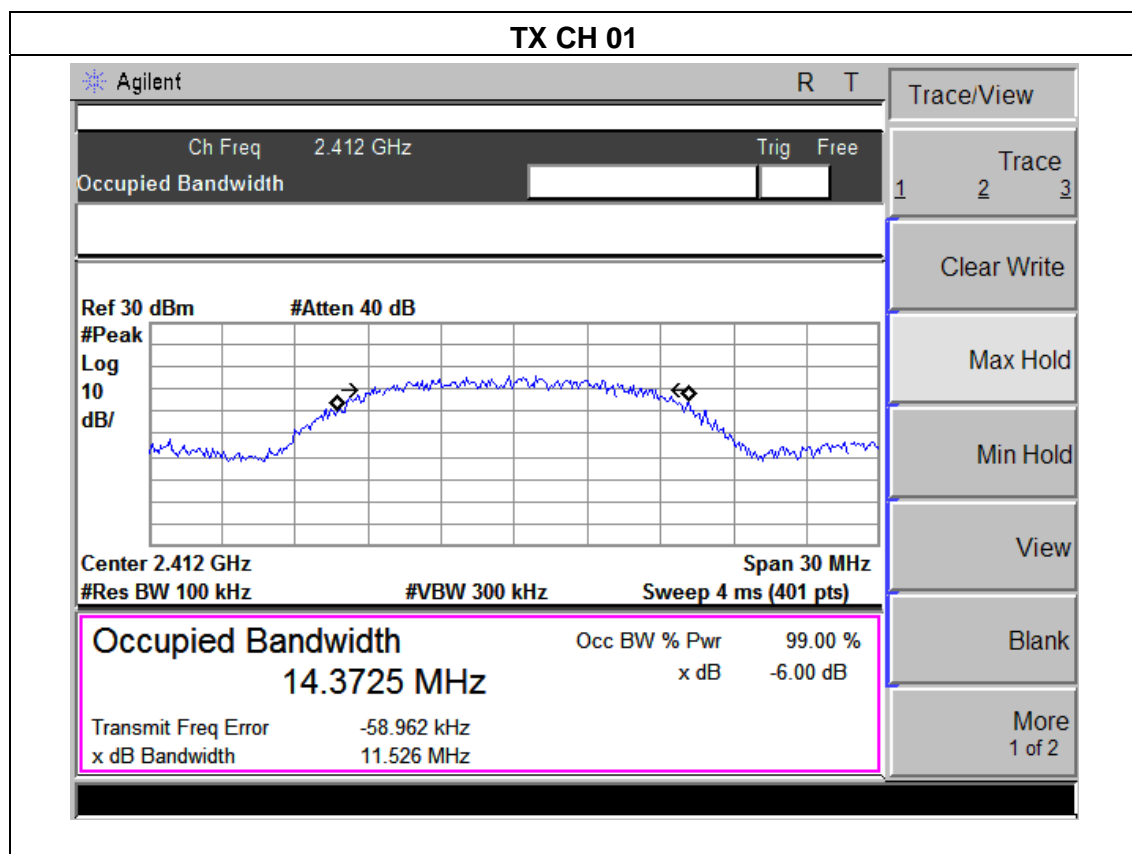 TX CH 01
Agilent R T
Trace/View
Ch Freq 2.412 GHz Trig Free
Occupied Bandwidth
Trace
1 2 3
Clear Write
Ref 30 dBm #Atten 40 dB
#Peak
Log
10
dB/
Max Hold
Min Hold
View
Center 2.412 GHz Span 30 MHz
#Res BW 100 kHz #VBW 300 kHz Sweep 4 ms (401 pts)
Occupied Bandwidth Occ BW % Pwr 99.00 %
14.3725 MHz x dB -6.00 dB
Blank
Transmit Freq Error -58.962 kHz
x dB Bandwidth 11.526 MHz
More
1 of 2